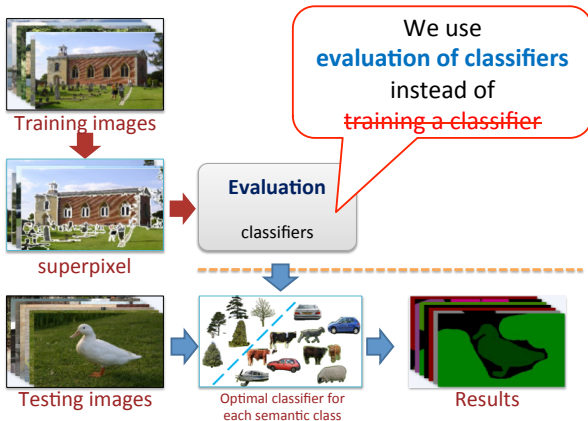 We use
evaluation of classifiers
instead of
training a classifier
Training images
Evaluation
classifiers
superpixel
Testing images
Optimal classifier for
each semantic class
Results